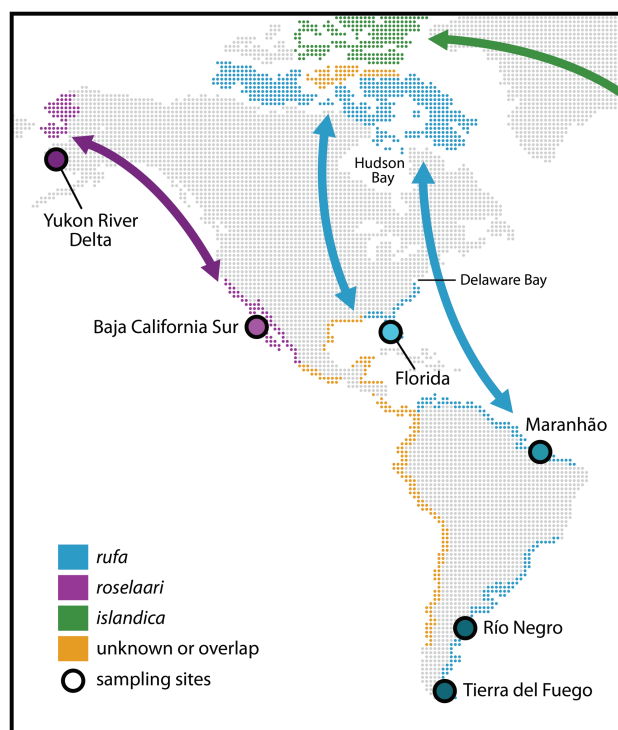 Hudson
Bay
Yukon River
Delta
Delaware Bay
Baja California Sur
Florida
Maranhão
rufa
roselaari
islandica
unknown or overlap
sampling sites
Río Negro
Tierra del Fuego